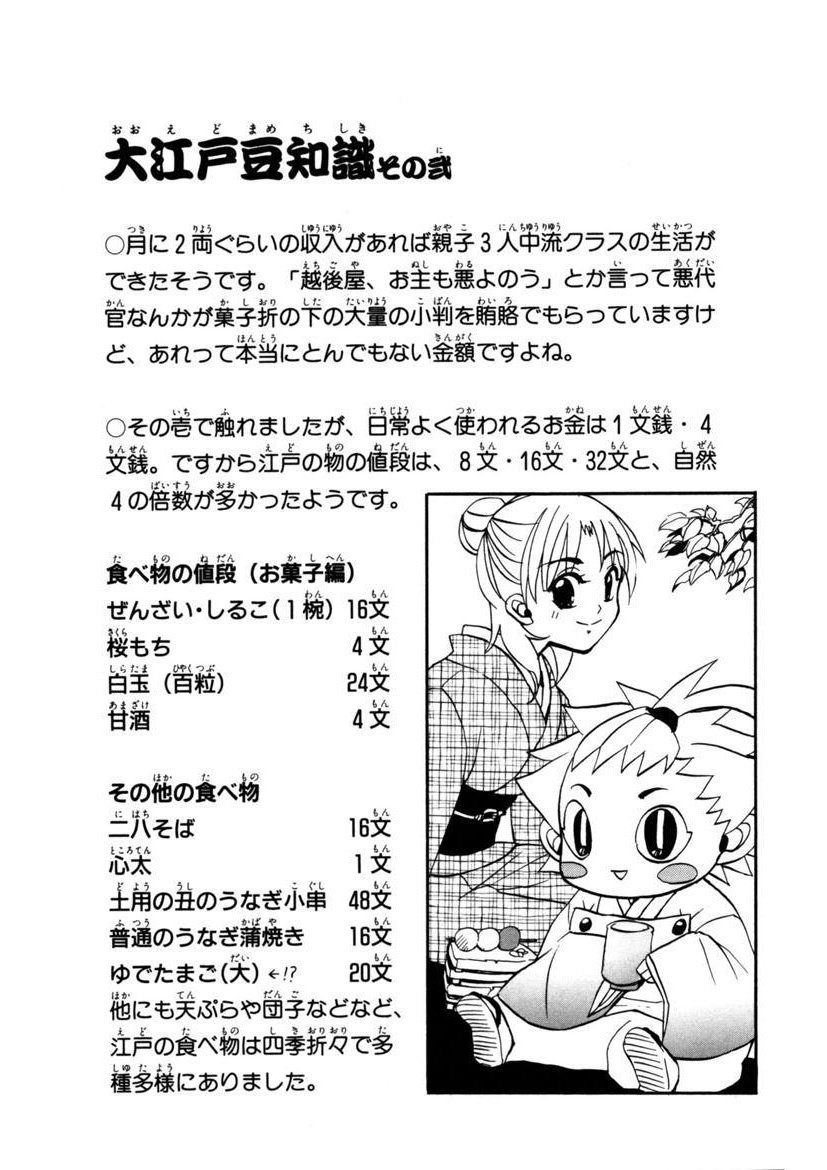 大江戸豆知識その弐
○月に2両ぐらいの収入があれば親子3人中流クラスの生活が
できたそうです。「越後屋、お主も悪よのう」とか言って悪代
官なんかが菓子折の下の大量の小判を賄賂でもらっていますけ
ど、あれって本当にとんでもない金額ですよね。
○その壱で触れましたが、日常よく使われるお金は1文銭・4
文銭。ですから江戸の物の値段は、8文・16文・32文と、自然
4の倍数が多かったようです。
食べ物の値段（お菓子編）
ぜんざい・しるこ（1椀） 16文
桜もち 4文
白玉（百粒） 24文
甘酒 4文
その他の食べ物
二八そば 16文
心太 1文
土用の丑のうなぎ小串 48文
普通のうなぎ蒲焼き 16文
ゆでたまご（大）←!? 20文
他にも天ぷらや団子などなど、
江戸の食べ物は四季折々で多
種多様にありました。